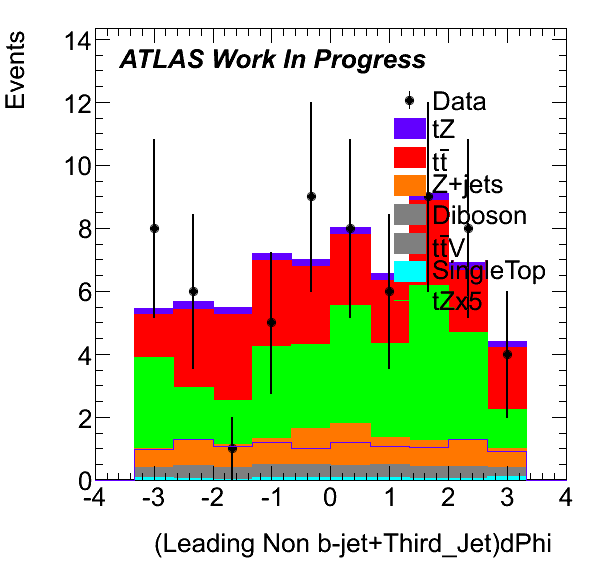 Events
ATLAS Work In Progress
Data
tZ
tt̄
Z+jets
Diboson
tt̄V
SingleTop
tZx5
14
12
10
8
6
4
2
0
-4 -3 -2 -1 0 1 2 3 4
(Leading Non b-jet+Third_Jet)dPhi